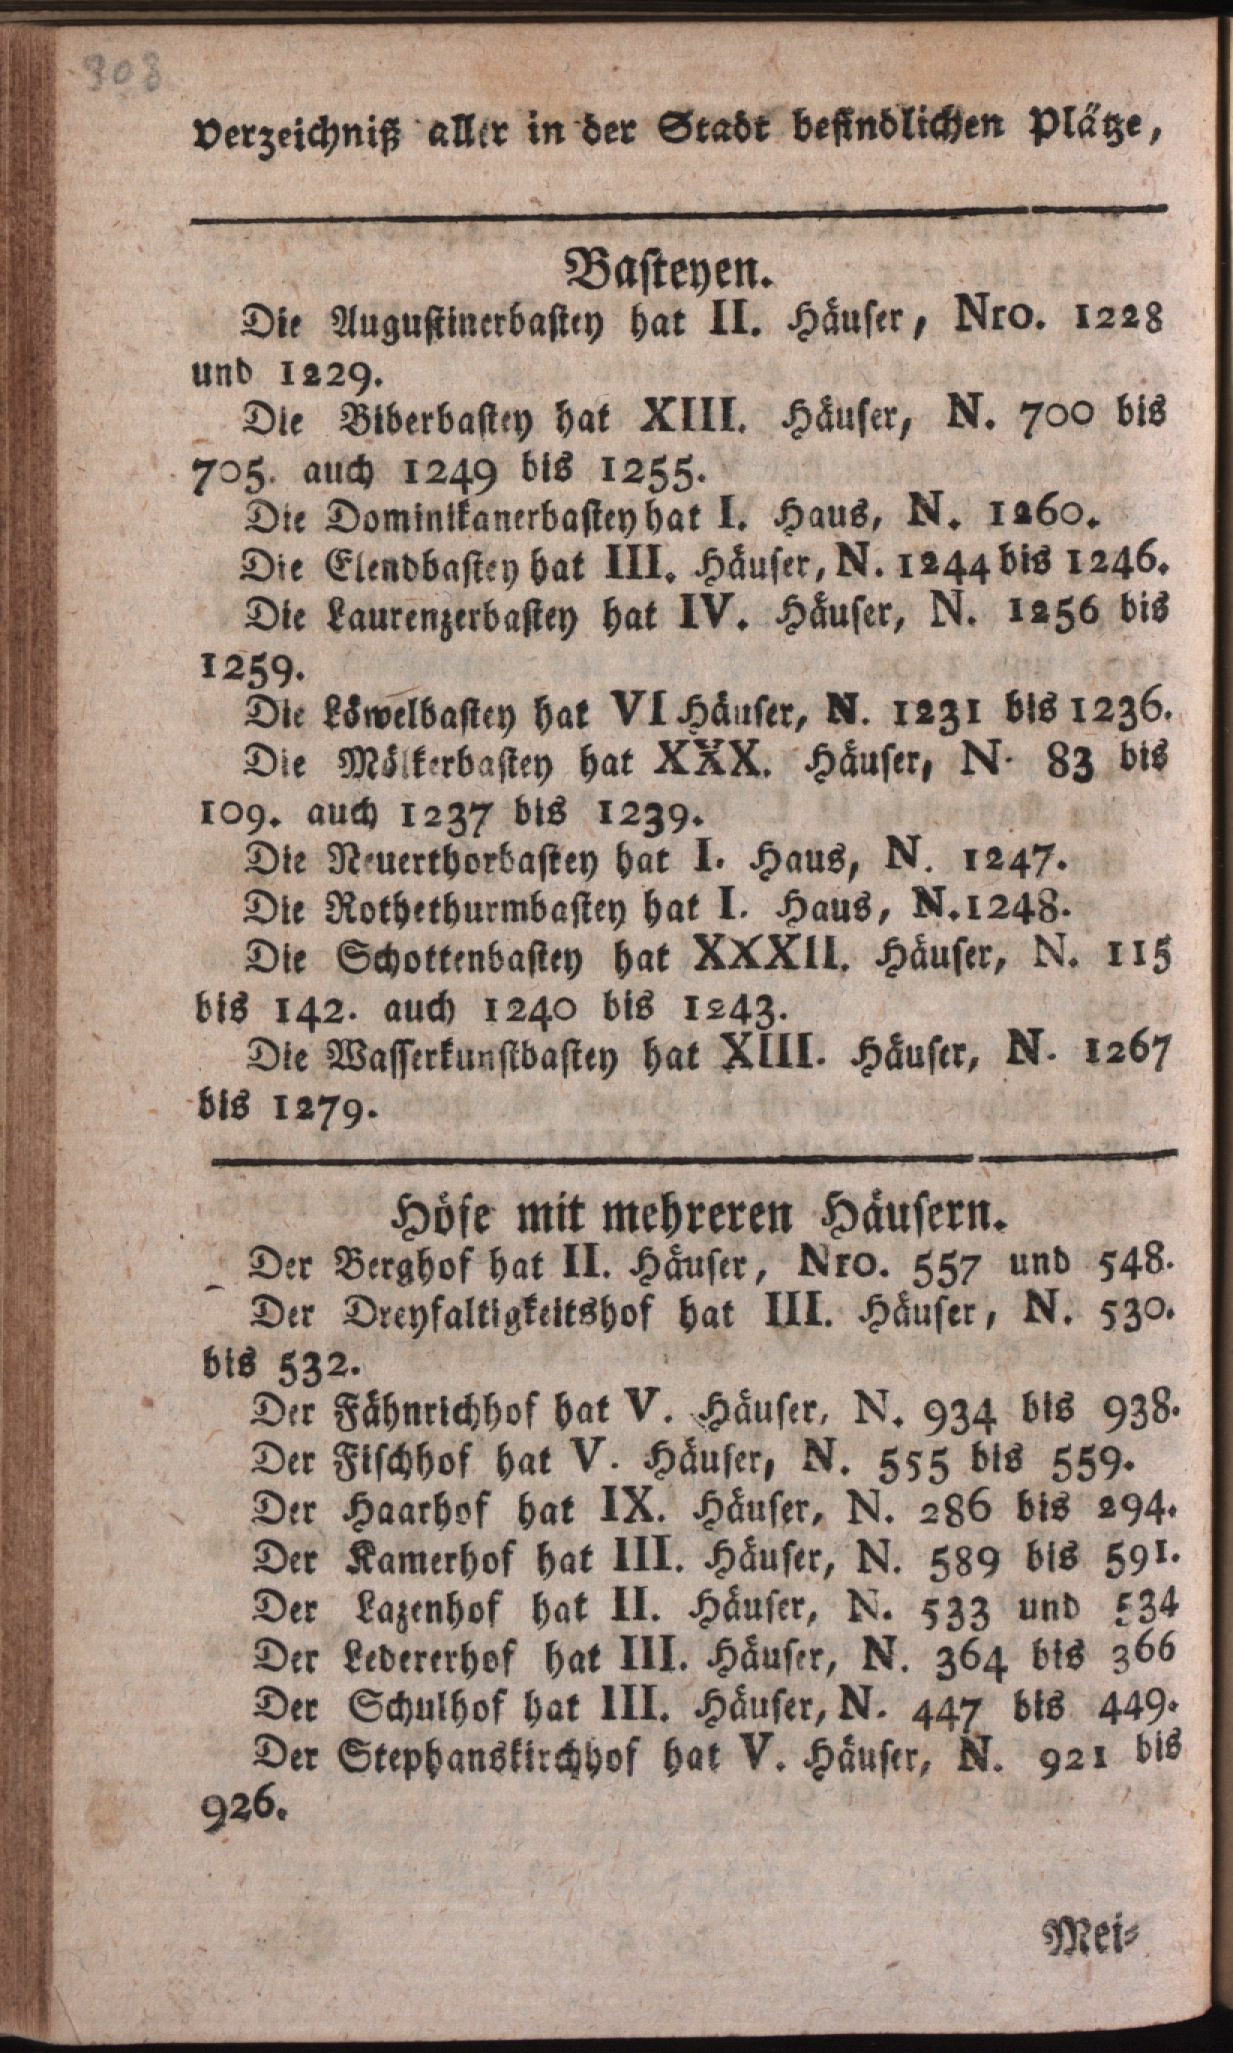 303
Verzeichniß aller in der Stadt befindlichen Plätze,
Basteyen.
Die Augustinerbastey hat II. Häuser, Nro. 1228
und 1229.
Die Biberbastey hat XIII. Häuser, N. 700 bis
705. auch 1249 bis 1255.
Die Dominikanerbastey hat I. Haus, N. 1260.
Die Elendbastey hat III. Häuser, N. 1244 bis 1246.
Die Laurenzerbastey hat IV. Häuser, N. 1256 bis
1259.
Die Löwelbastey hat VI Häuser, N. 1231 bis 1236.
Die Mölkerbastey hat XXX. Häuser, N. 83 bis
109. auch 1237 bis 1239.
Die Neuerthorbastey hat I. Haus, N. 1247.
Die Rothethurmbastey hat I. Haus, N. 1248.
Die Schottenbastey hat XXXII. Häuser, N. 115
bis 142. auch 1240 bis 1243.
Die Wasserkunstbastey hat XIII. Häuser, N. 1267
bis 1279.
Höfe mit mehreren Häusern.
Der Berghof hat II. Häuser, Nro. 557 und 548.
Der Dreyfaltigkeitshof hat III. Häuser, N. 530.
bis 532.
Der Fähnrichhof hat V. Häuser, N. 934 bis 938.
Der Fischhof hat V. Häuser, N. 555 bis 559.
Der Haarhof hat IX. Häuser, N. 286 bis 294.
Der Kamerhof hat III. Häuser, N. 589 bis 591.
Der Lazenhof hat II. Häuser, N. 533 und 534
Der Ledererhof hat III. Häuser, N. 364 bis 366
Der Schulhof hat III. Häuser, N. 447 bis 449.
Der Stephanskirchhof hat V. Häuser, N. 921 bis
926.
Mei-